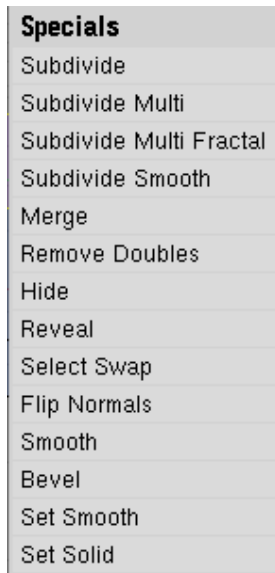 Specials
Subdivide
Subdivide Multi
Subdivide Multi Fractal
Subdivide Smooth
Merge
Remove Doubles
Hide
Reveal
Select Swap
Flip Normals
Smooth
Bevel
Set Smooth
Set Solid